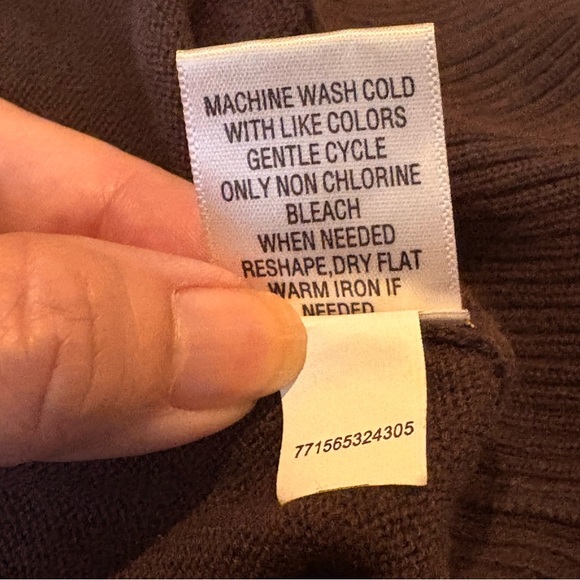 MACHINE WASH COLD
WITH LIKE COLORS
GENTLE CYCLE
ONLY NON CHLORINE
BLEACH
WHEN NEEDED
RESHAPE,DRY FLAT
WARM IRON IF
NEEDED
771565324305